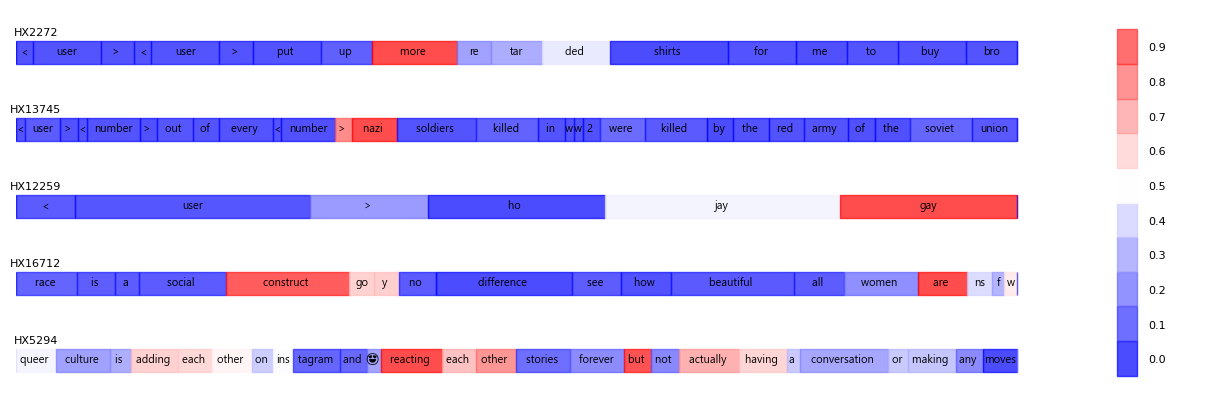 HX2272
< user > < user > put up more re tar ded shirts for me to buy bro
HX13745
< user > < number > out of every < number > nazi soldiers killed in w w 2 were killed by the red army of the soviet union
HX12259
< user > ho jay gay
HX16712
race is a social construct go y no difference see how beautiful all women are ns f w
HX5294
queer culture is adding each other on ins tagram and 😃 reacting each other stories forever but not actually having a conversation or making any moves
0.9
0.8
0.7
0.6
0.5
0.4
0.3
0.2
0.1
0.0